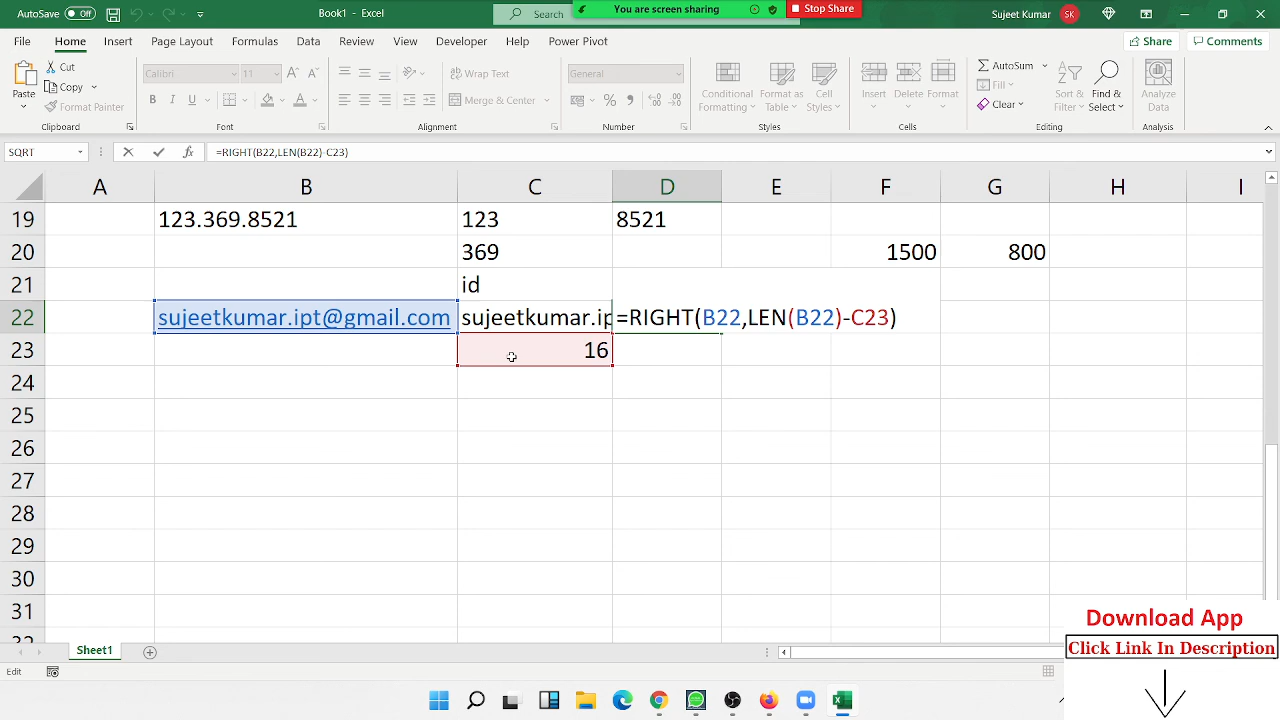 AutoSave Off Book1 - Excel Search You are screen sharing Stop Share Sujeet Kumar SK
File Home Insert Page Layout Formulas Data Review View Developer Help Power Pivot Share Comments
Paste Cut Copy Format Painter Calibri 11 Wrap Text General Conditional Formatting Format as Table Cell Styles Insert Delete Format AutoSum Fill Clear Sort & Filter Find & Select Analyze Data
B I U A Merge & Center % 9
Clipboard Font Alignment Number Styles Cells Editing Analysis
SQRT fx =RIGHT(B22,LEN(B22)-C23)
A B C D E F G H I
19 123.369.8521 123 8521
20 369 1500 800
21 id
22 sujeetkumar.ipt@gmail.com sujeetkumar.ip =RIGHT(B22,LEN(B22)-C23)
23 16
24
25
26
27
28
29
30
31
32
Download App
Click Link In Description
Sheet1
Edit